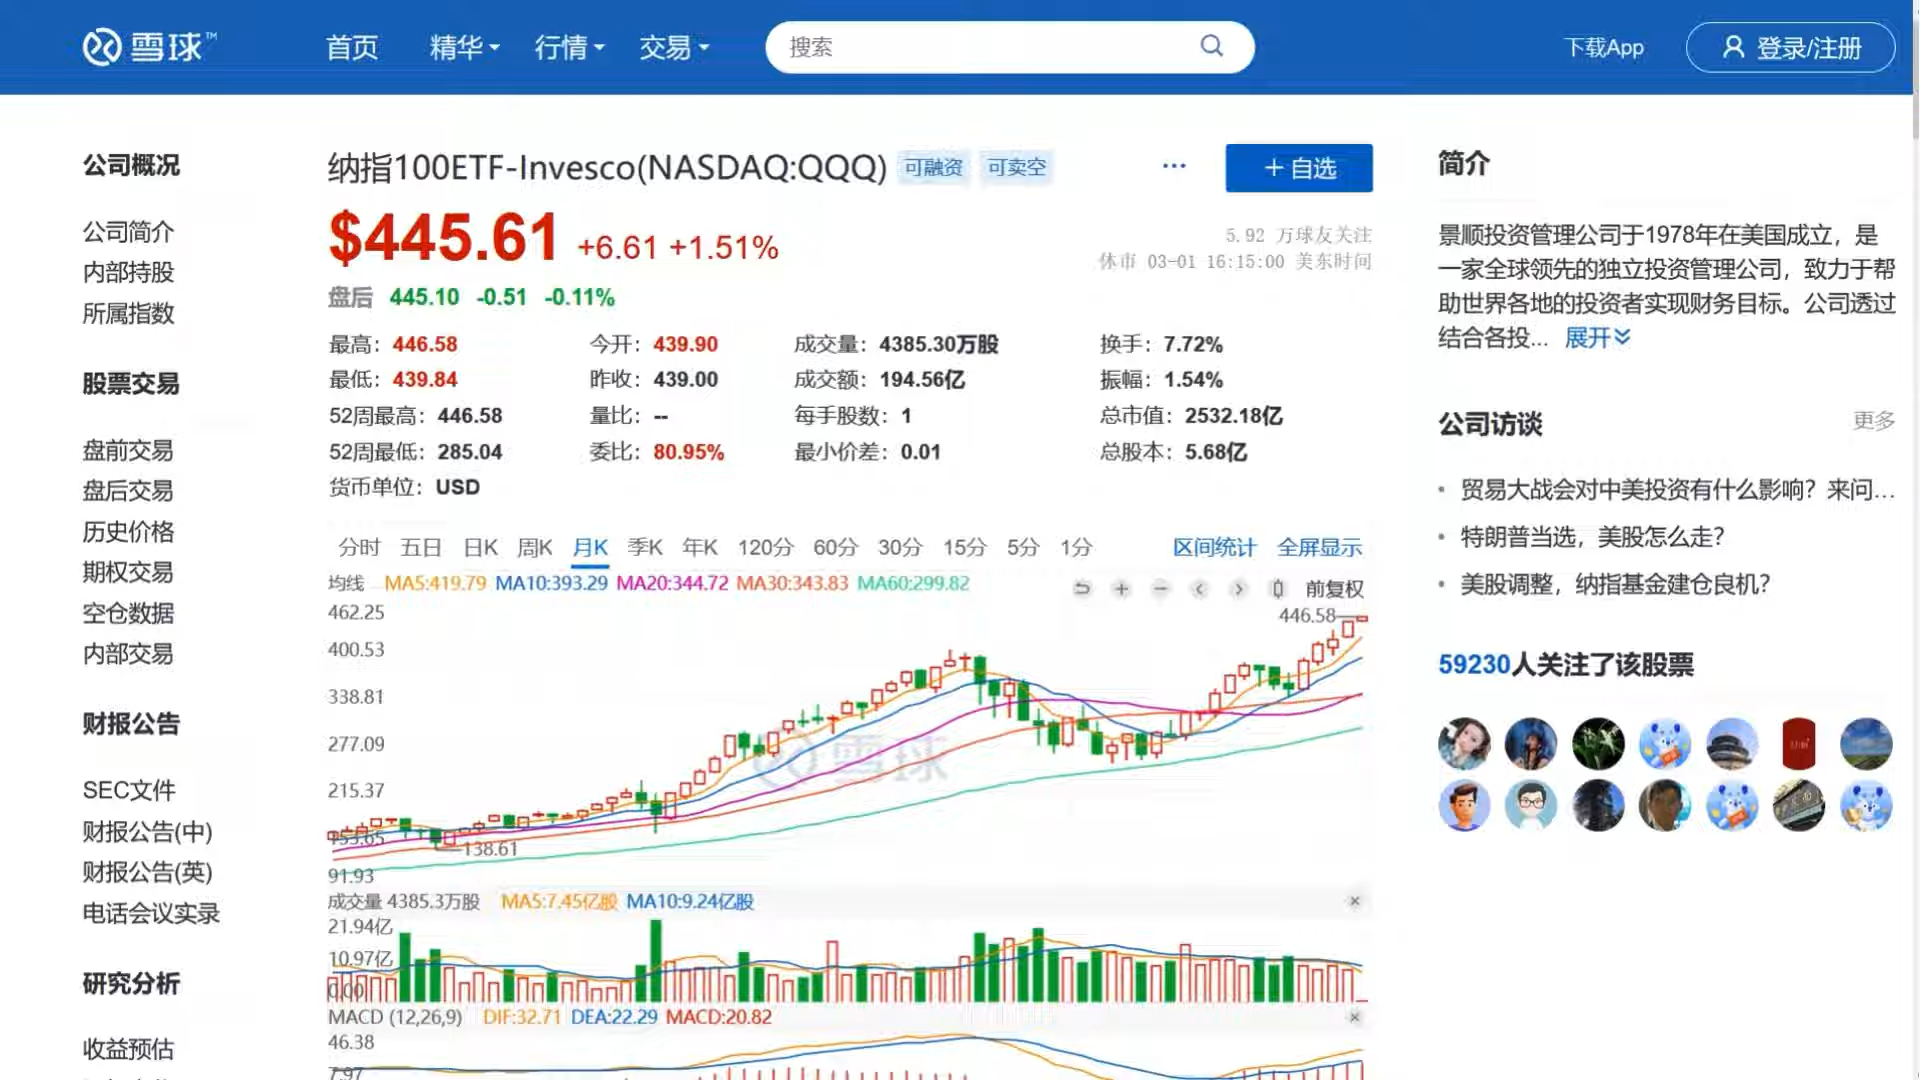 雪球™
首页
精华
行情
交易
搜索
下载App
登录/注册
公司概况
公司简介
内部持股
所属指数
股票交易
盘前交易
盘后交易
历史价格
期权交易
空仓数据
内部交易
财报公告
SEC文件
财报公告(中)
财报公告(英)
电话会议实录
研究分析
收益预估
纳指100ETF-Invesco(NASDAQ:QQQ) 可融资 可卖空
... +自选
$445.61 +6.61 +1.51%
5.92 万球友关注
休市 03-01 16:15:00 美东时间
盘后 445.10 -0.51 -0.11%
最高：446.58 今开：439.90 成交量：4385.30万股 换手：7.72%
最低：439.84 昨收：439.00 成交额：194.56亿 振幅：1.54%
52周最高：446.58 量比：-- 每手股数：1 总市值：2532.18亿
52周最低：285.04 委比：80.95% 最小价差：0.01 总股本：5.68亿
货币单位：USD
分时 五日 日K 周K 月K 季K 年K 120分 60分 30分 15分 5分 1分 区间统计 全屏显示
均线 MA5:419.79 MA10:393.29 MA20:344.72 MA30:343.83 MA60:299.82 前复权
462.25
446.58
400.53
338.81
277.09
雪球
215.37
153.65
138.61
91.93
成交量 4385.3万股 MA5:7.45亿股 MA10:9.24亿股
21.94亿
10.97亿
0.00
MACD (12,26,9) DIF:32.71 DEA:22.29 MACD:20.82
46.38
7.97
简介
景顺投资管理公司于1978年在美国成立，是
一家全球领先的独立投资管理公司，致力于帮
助世界各地的投资者实现财务目标。公司透过
结合各投... 展开
公司访谈 更多
贸易大战会对中美投资有什么影响？来问...
特朗普当选，美股怎么走？
美股调整，纳指基金建仓良机？
59230人关注了该股票